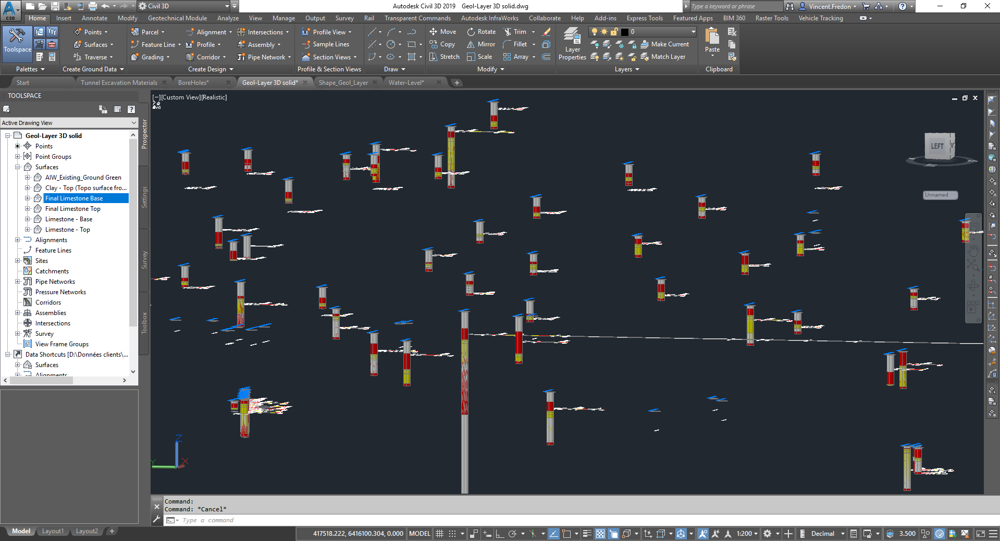 Civil 3D
Autodesk Civil 3D 2019 Geol-Layer 3D solid.dwg
Type a keyword or phrase
Vincent.Fredon
C3D
Home Insert Annotate Modify Geotechnical Module Analyze View Manage Output Survey Rail Transparent Commands Autodesk InfraWorks Collaborate Help Add-ins Express Tools Featured Apps BIM 360 Raster Tools Vehicle Tracking
Points Parcel Alignment Intersections Profile View Move Rotate Trim 0
Toolspace Surfaces Feature Line Profile Assembly Sample Lines Copy Mirror Fillet Layer Properties Make Current Paste
Traverse Grading Corridor Pipe Network Section Views Stretch Scale Array Match Layer
Palettes Create Ground Data Create Design Profile & Section Views Draw Modify Layers Clipboard
Start Tunnel Excavation Materials BoreHoles* Geol-Layer 3D solid* Shape_Geol_Layer Water-Level*
TOOLSPACE
[−][Custom View][Realistic]
Active Drawing View
Geol-Layer 3D solid
Points
Point Groups
Surfaces
AIW_Existing_Ground Green
Clay - Top (Topo surface fro...
Final Limestone Base
Final Limestone Top
Limestone - Base
Limestone - Top
Alignments
Feature Lines
Sites
Catchments
Pipe Networks
Pressure Networks
Corridors
Assemblies
Intersections
Survey
View Frame Groups
Data Shortcuts [D:\Données clients\...
Surfaces
Alignments
Prospector
Settings
Survey
Toolbox
LEFT
Unnamed
Z
Y
X
Command:
Command: *Cancel*
Type a command
Model Layout1 Layout2
417518.222, 6416100.304, 0.000 MODEL 1:200 Decimal 3.500